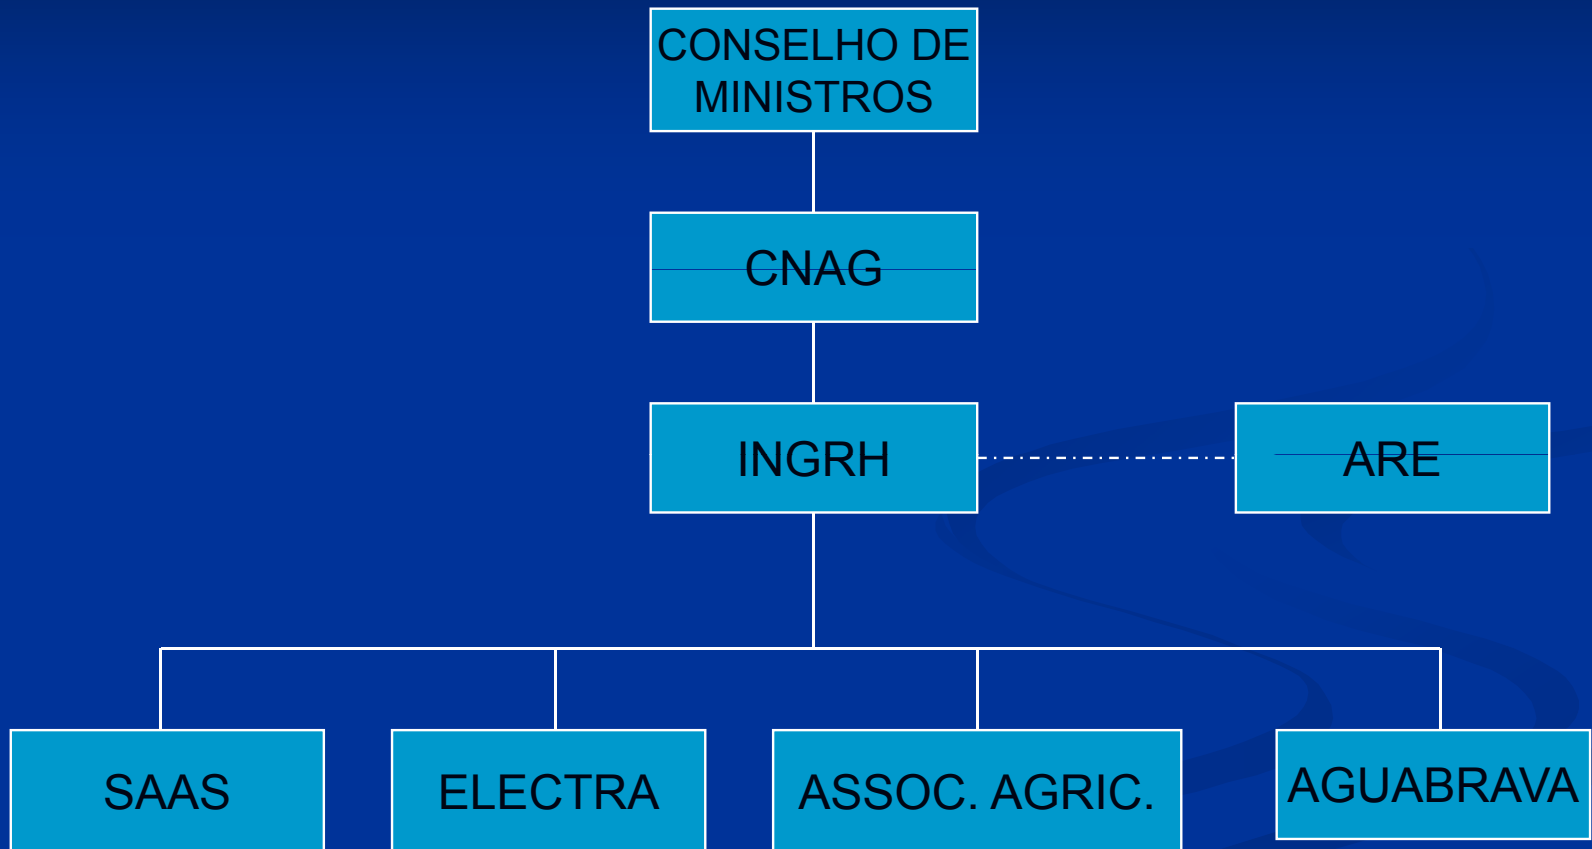 CONSELHO DE
MINISTROS
CNAG
INGRH
ARE
SAAS
ELECTRA
ASSOC. AGRIC.
AGUABRAVA